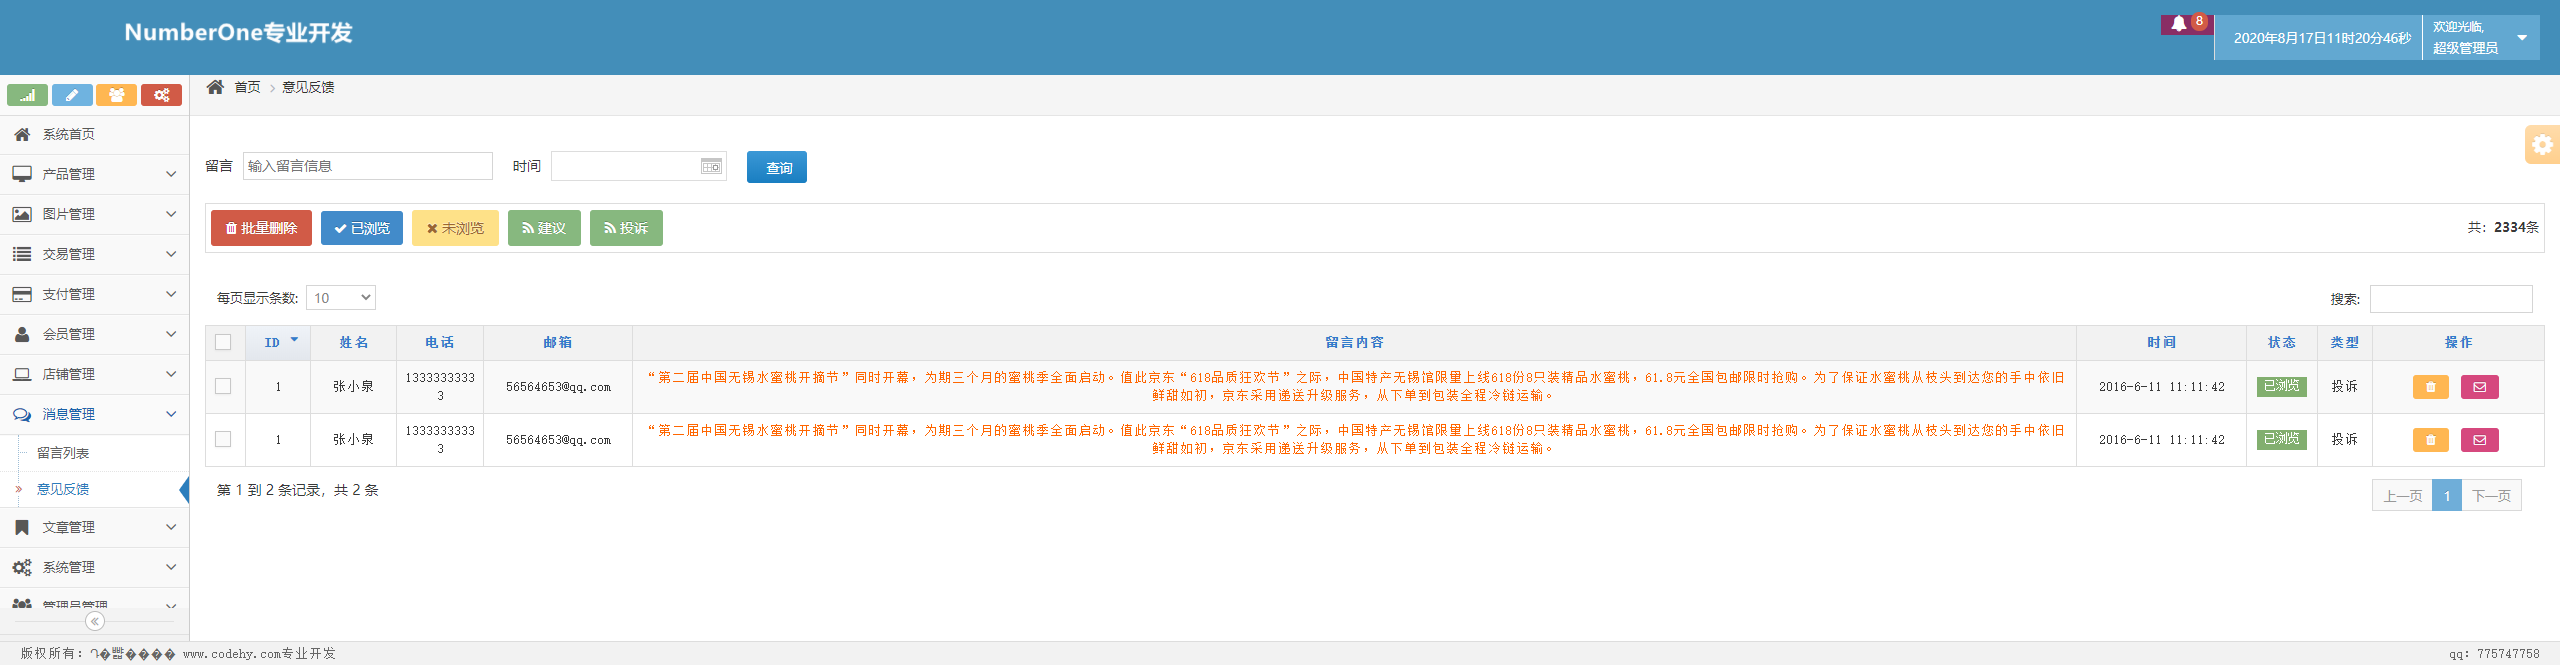 NumberOne专业开发
8
2020年8月17日11时20分46秒
欢迎光临,
超级管理员
首页
意见反馈
系统首页
产品管理
图片管理
交易管理
支付管理
会员管理
店铺管理
消息管理
留言列表
意见反馈
文章管理
系统管理
管理员管理
留言 输入留言信息 时间 查询
批量删除 已浏览 未浏览 建议 投诉 共：2334条
每页显示条数: 10 搜索:
ID 姓名 电话 邮箱 留言内容 时间 状态 类型 操作
1 张小泉 13333333333 56564653@qq.com “第二届中国无锡水蜜桃开摘节”同时开幕，为期三个月的蜜桃季全面启动。值此京东“618品质狂欢节”之际，中国特产无锡馆限量上线618份8只装精品水蜜桃，61.8元全国包邮限时抢购。为了保证水蜜桃从枝头到达您的手中依旧
鲜甜如初，京东采用递送升级服务，从下单到包装全程冷链运输。
2016-6-11 11:11:42 已浏览 投诉
1 张小泉 13333333333 56564653@qq.com “第二届中国无锡水蜜桃开摘节”同时开幕，为期三个月的蜜桃季全面启动。值此京东“618品质狂欢节”之际，中国特产无锡馆限量上线618份8只装精品水蜜桃，61.8元全国包邮限时抢购。为了保证水蜜桃从枝头到达您的手中依旧
鲜甜如初，京东采用递送升级服务，从下单到包装全程冷链运输。
2016-6-11 11:11:42 已浏览 投诉
第 1 到 2 条记录，共 2 条
上一页 1 下一页
版权所有： www.codehy.com专业开发
qq: 775747758